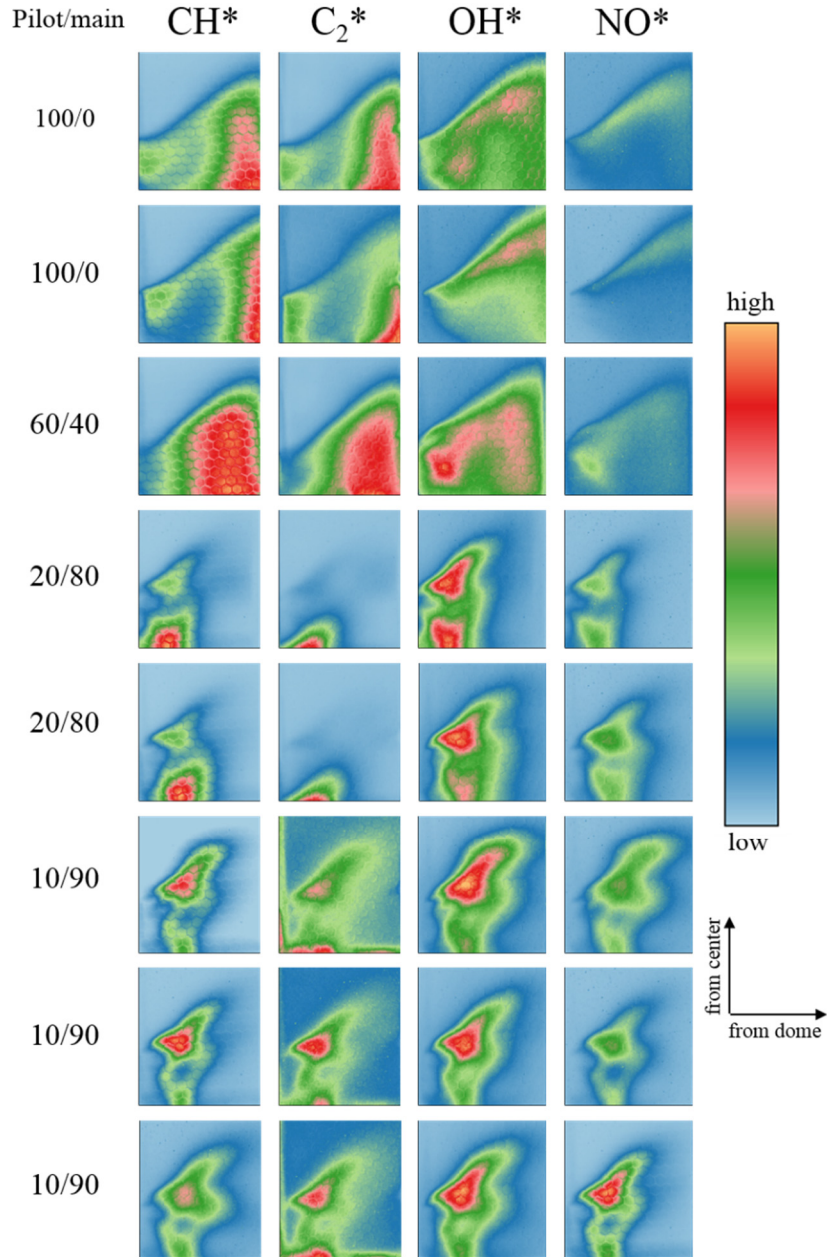 Pilot/main CH* C₂* OH* NO*
100/0
100/0
60/40
20/80
20/80
10/90
10/90
10/90
high
low
from center
from dome